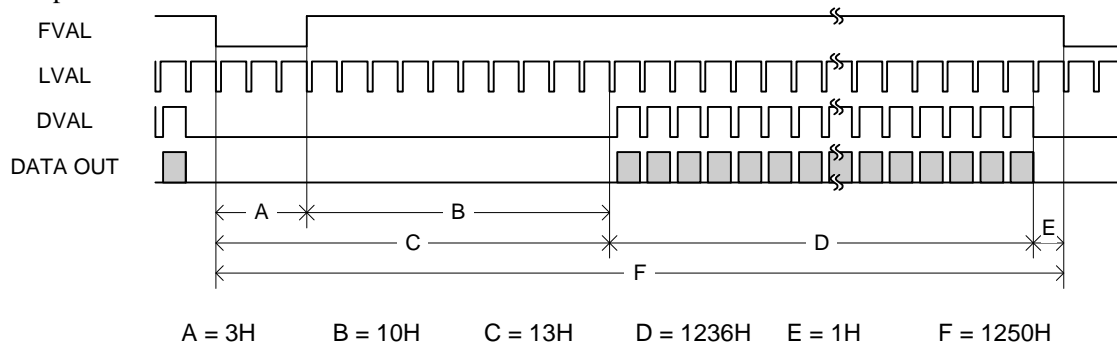 FVAL
LVAL
DVAL
DATA OUT
A
B
C
D
E
F
A = 3H B = 10H C = 13H D = 1236H E = 1H F = 1250H